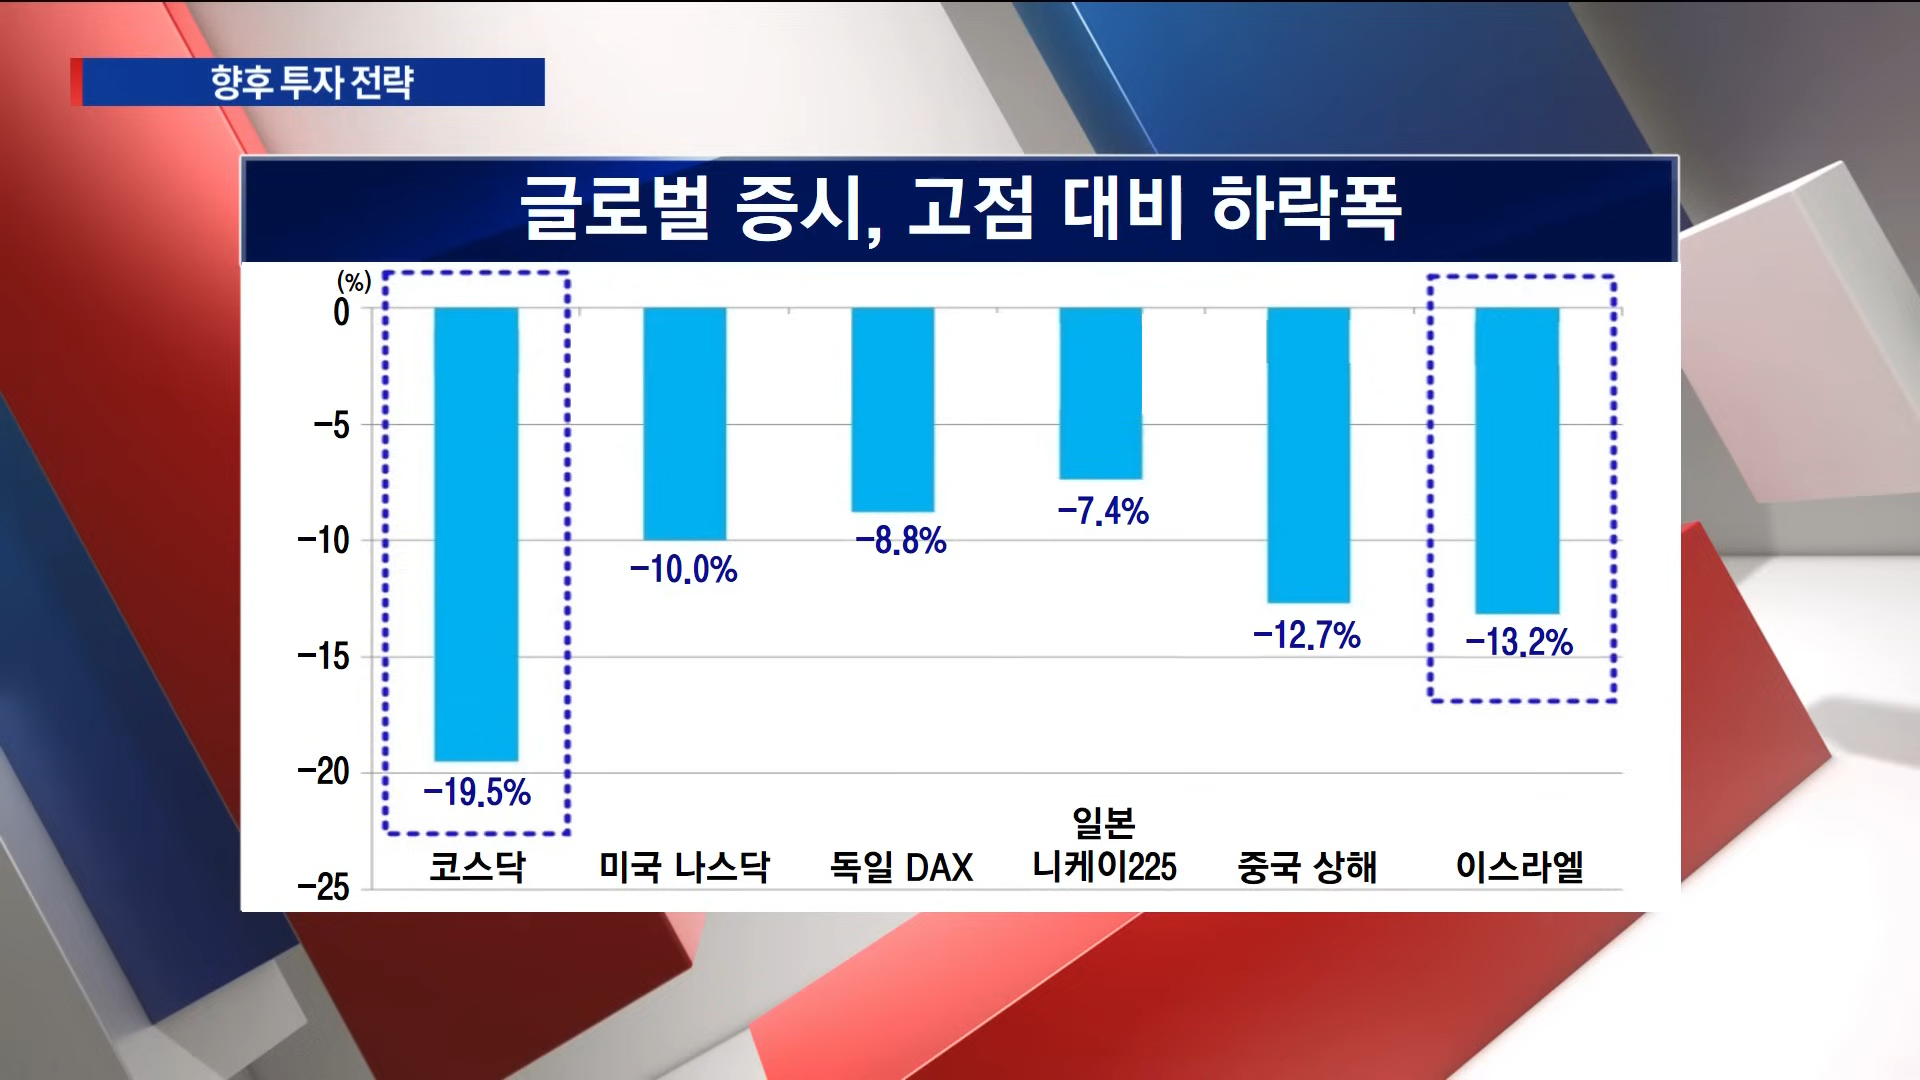 향후 투자 전략
글로벌 증시, 고점 대비 하락폭
(%)
0
-5
-10
-15
-20
-25
-19.5%
-10.0%
-8.8%
-7.4%
-12.7%
-13.2%
코스닥
미국 나스닥
독일 DAX
일본
니케이225
중국 상해
이스라엘